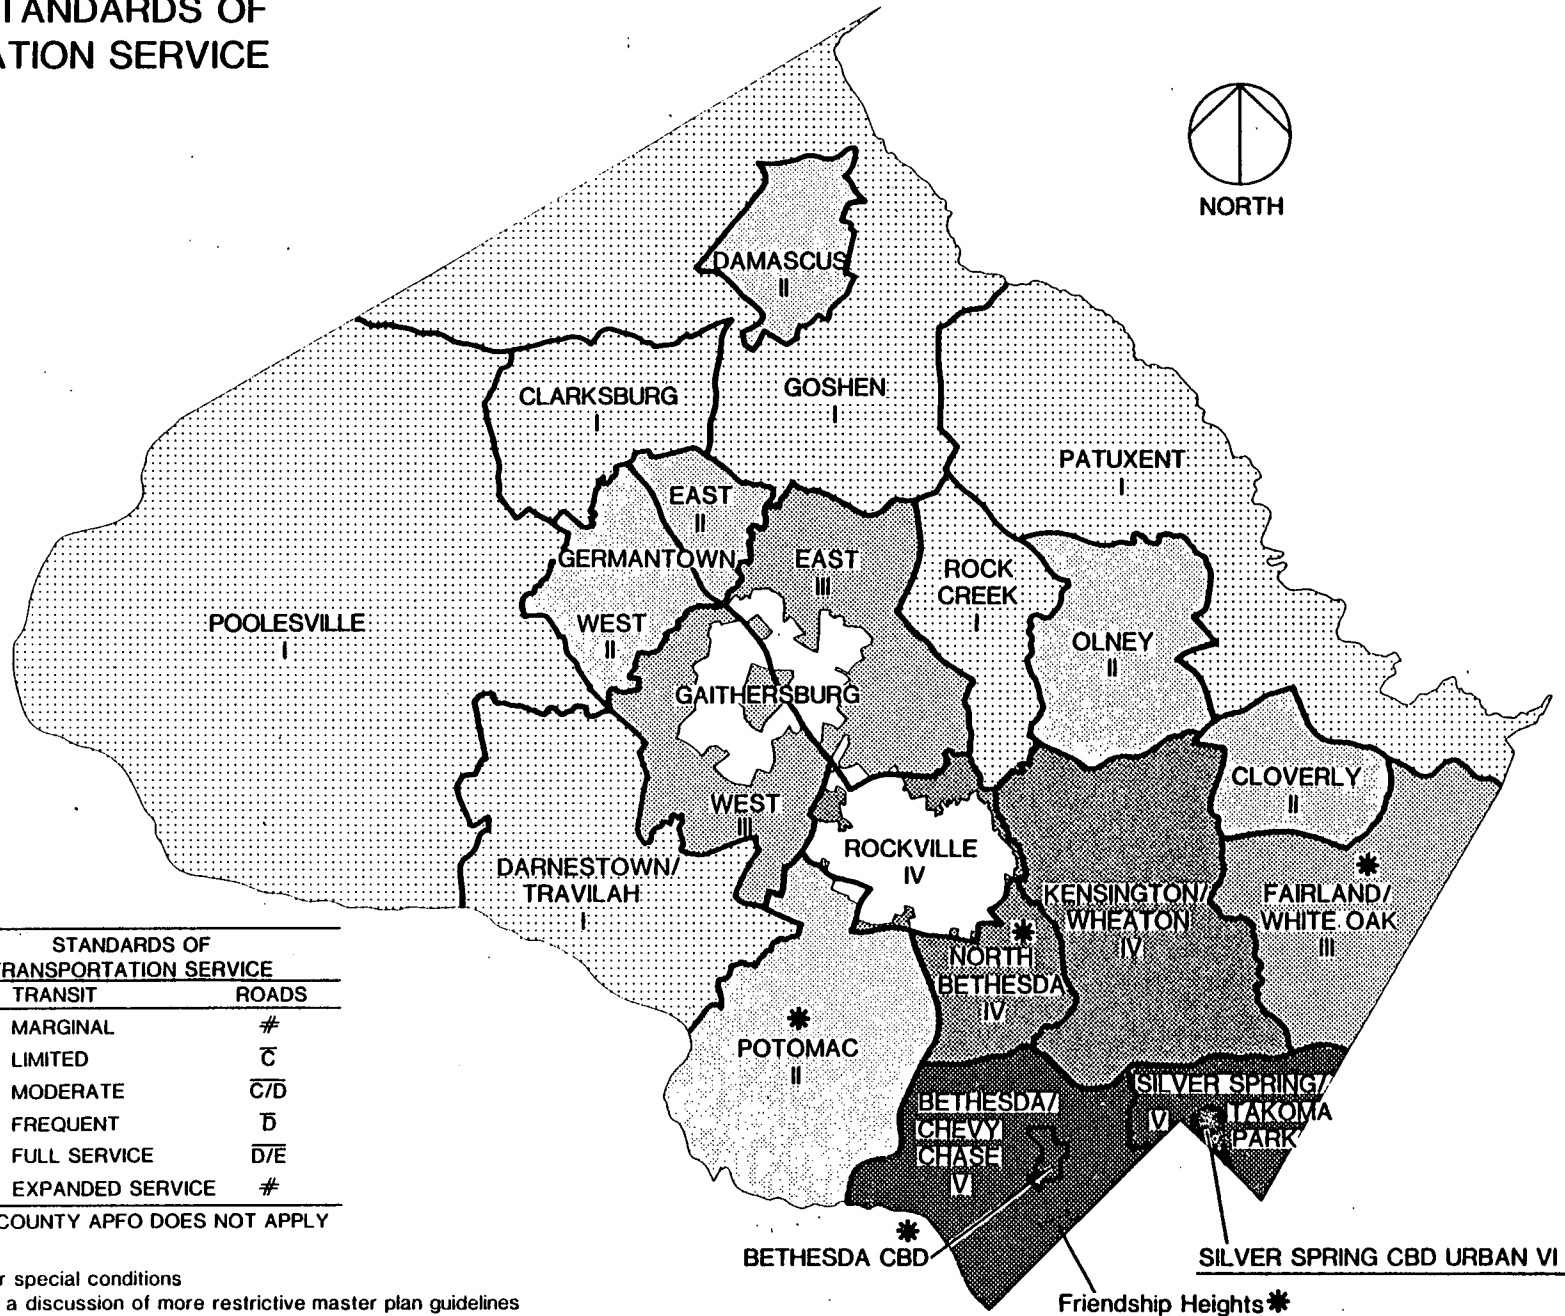 TANDARDS OF
ATION SERVICE
NORTH
DAMASCUS
II
CLARKSBURG
I
GOSHEN
I
PATUXENT
I
EAST
II
GERMANTOWN
WEST
II
EAST
III
ROCK
CREEK
I
POOLESVILLE
I
OLNEY
II
GAITHERSBURG
WEST
III
CLOVERLY
II
ROCKVILLE
IV
DARNESTOWN/
TRAVILAH
I
KENSINGTON/
WHEATON
IV
*
FAIRLAND/
WHITE OAK
III
*
NORTH
BETHESDA
IV
*
POTOMAC
II
BETHESDA/
CHEVY
CHASE
V
SILVER SPRING/
V TAKOMA
PARK
STANDARDS OF
TRANSPORTATION SERVICE
TRANSIT ROADS
MARGINAL #
LIMITED C̅
MODERATE C̅/̅D̅
FREQUENT D̅
FULL SERVICE D̅/̅E̅
EXPANDED SERVICE #
COUNTY APFO DOES NOT APPLY
*
BETHESDA CBD
SILVER SPRING CBD URBAN VI
r special conditions
a discussion of more restrictive master plan guidelines
Friendship Heights *